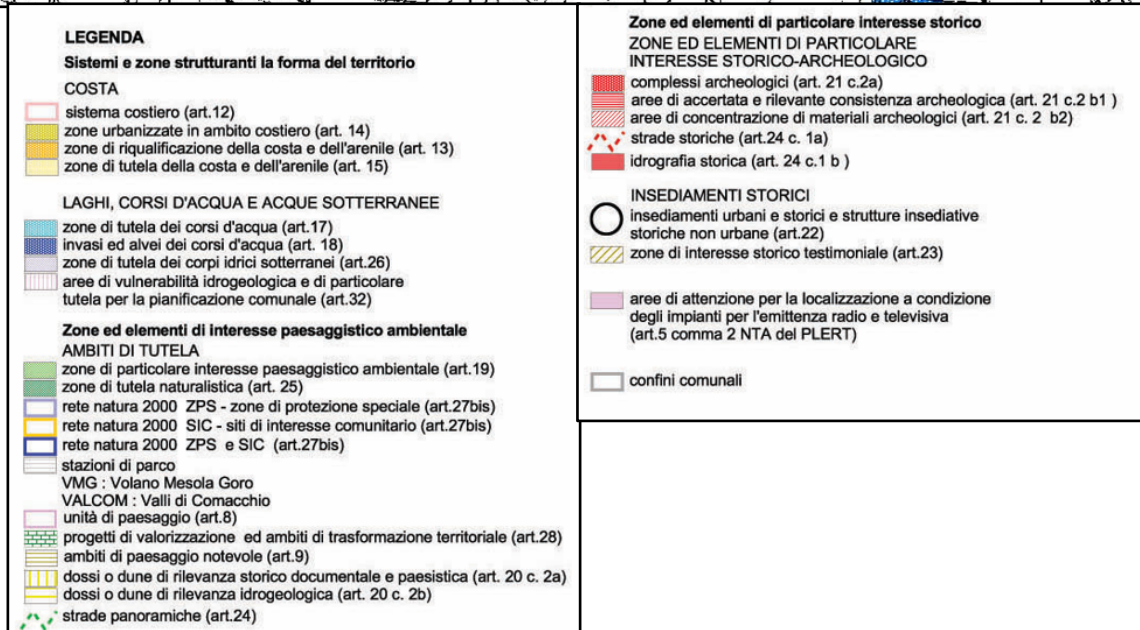 LEGENDA
Sistemi e zone strutturanti la forma del territorio
COSTA
sistema costiero (art.12)
zone urbanizzate in ambito costiero (art. 14)
zone di riqualificazione della costa e dell'arenile (art. 13)
zone di tutela della costa e dell'arenile (art. 15)
LAGHI, CORSI D'ACQUA E ACQUE SOTTERRANEE
zone di tutela dei corsi d'acqua (art.17)
invasi ed alvei dei corsi d'acqua (art. 18)
zone di tutela dei corpi idrici sotterranei (art.26)
aree di vulnerabilità idrogeologica e di particolare
tutela per la pianificazione comunale (art.32)
Zone ed elementi di interesse paesaggistico ambientale
AMBITI DI TUTELA
zone di particolare interesse paesaggistico ambientale (art.19)
zone di tutela naturalistica (art. 25)
rete natura 2000 ZPS - zone di protezione speciale (art.27bis)
rete natura 2000 SIC - siti di interesse comunitario (art.27bis)
rete natura 2000 ZPS e SIC (art.27bis)
stazioni di parco
VMG : Volano Mesola Goro
VALCOM : Valli di Comacchio
unità di paesaggio (art.8)
progetti di valorizzazione ed ambiti di trasformazione territoriale (art.28)
ambiti di paesaggio notevole (art.9)
dossi o dune di rilevanza storico documentale e paesistica (art. 20 c. 2a)
dossi o dune di rilevanza idrogeologica (art. 20 c. 2b)
strade panoramiche (art.24)
Zone ed elementi di particolare interesse storico
ZONE ED ELEMENTI DI PARTICOLARE
INTERESSE STORICO-ARCHEOLOGICO
complessi archeologici (art. 21 c.2a)
aree di accertata e rilevante consistenza archeologica (art. 21 c.2 b1 )
aree di concentrazione di materiali archeologici (art. 21 c. 2 b2)
strade storiche (art.24 c. 1a)
idrografia storica (art. 24 c.1 b )
INSEDIAMENTI STORICI
insediamenti urbani e storici e strutture insediative
storiche non urbane (art.22)
zone di interesse storico testimoniale (art.23)
aree di attenzione per la localizzazione a condizione
degli impianti per l'emittenza radio e televisiva
(art.5 comma 2 NTA del PLERT)
confini comunali